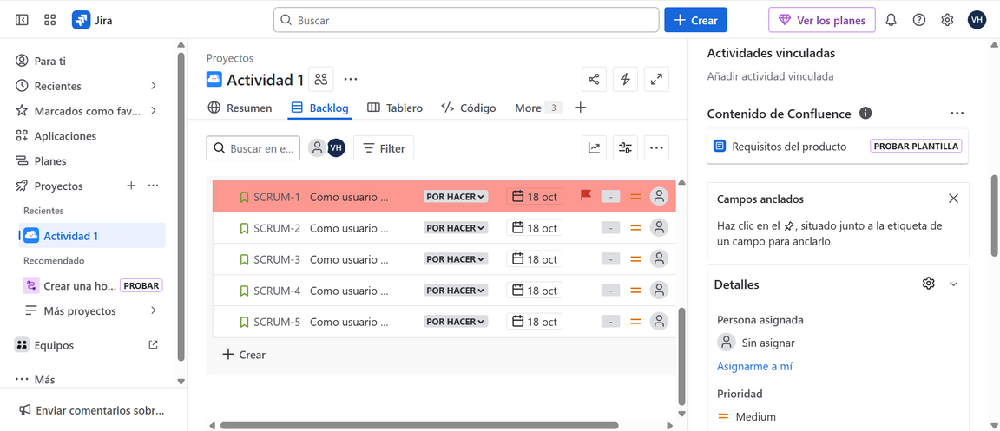 Jira
Buscar
Crear
Ver los planes
VH
Para ti
Recientes
Marcados como fav...
Aplicaciones
Planes
Proyectos
Recientes
Actividad 1
Recomendado
Crear una ho... PROBAR
Más proyectos
Equipos
Más
Enviar comentarios sobr...
Proyectos
Actividad 1
Resumen Backlog Tablero Código More 3
Buscar en e... VH Filter
SCRUM-1 Como usuario ... POR HACER 18 oct -
SCRUM-2 Como usuario ... POR HACER 18 oct -
SCRUM-3 Como usuario ... POR HACER 18 oct -
SCRUM-4 Como usuario ... POR HACER 18 oct -
SCRUM-5 Como usuario ... POR HACER 18 oct -
Crear
Actividades vinculadas
Añadir actividad vinculada
Contenido de Confluence
Requisitos del producto PROBAR PLANTILLA
Campos anclados
Haz clic en el , situado junto a la etiqueta de
un campo para anclarlo.
Detalles
Persona asignada
Sin asignar
Asignarme a mí
Prioridad
Medium